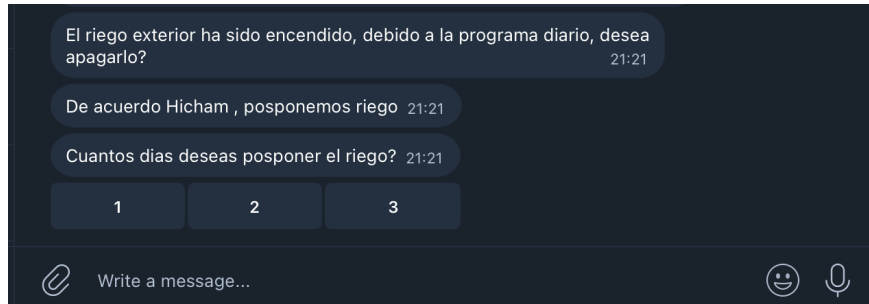 El riego exterior ha sido encendido, debido a la programa diario, desea
apagarlo? 21:21
De acuerdo Hicham , posponemos riego 21:21
Cuantos dias deseas posponer el riego? 21:21
1 2 3
Write a message...